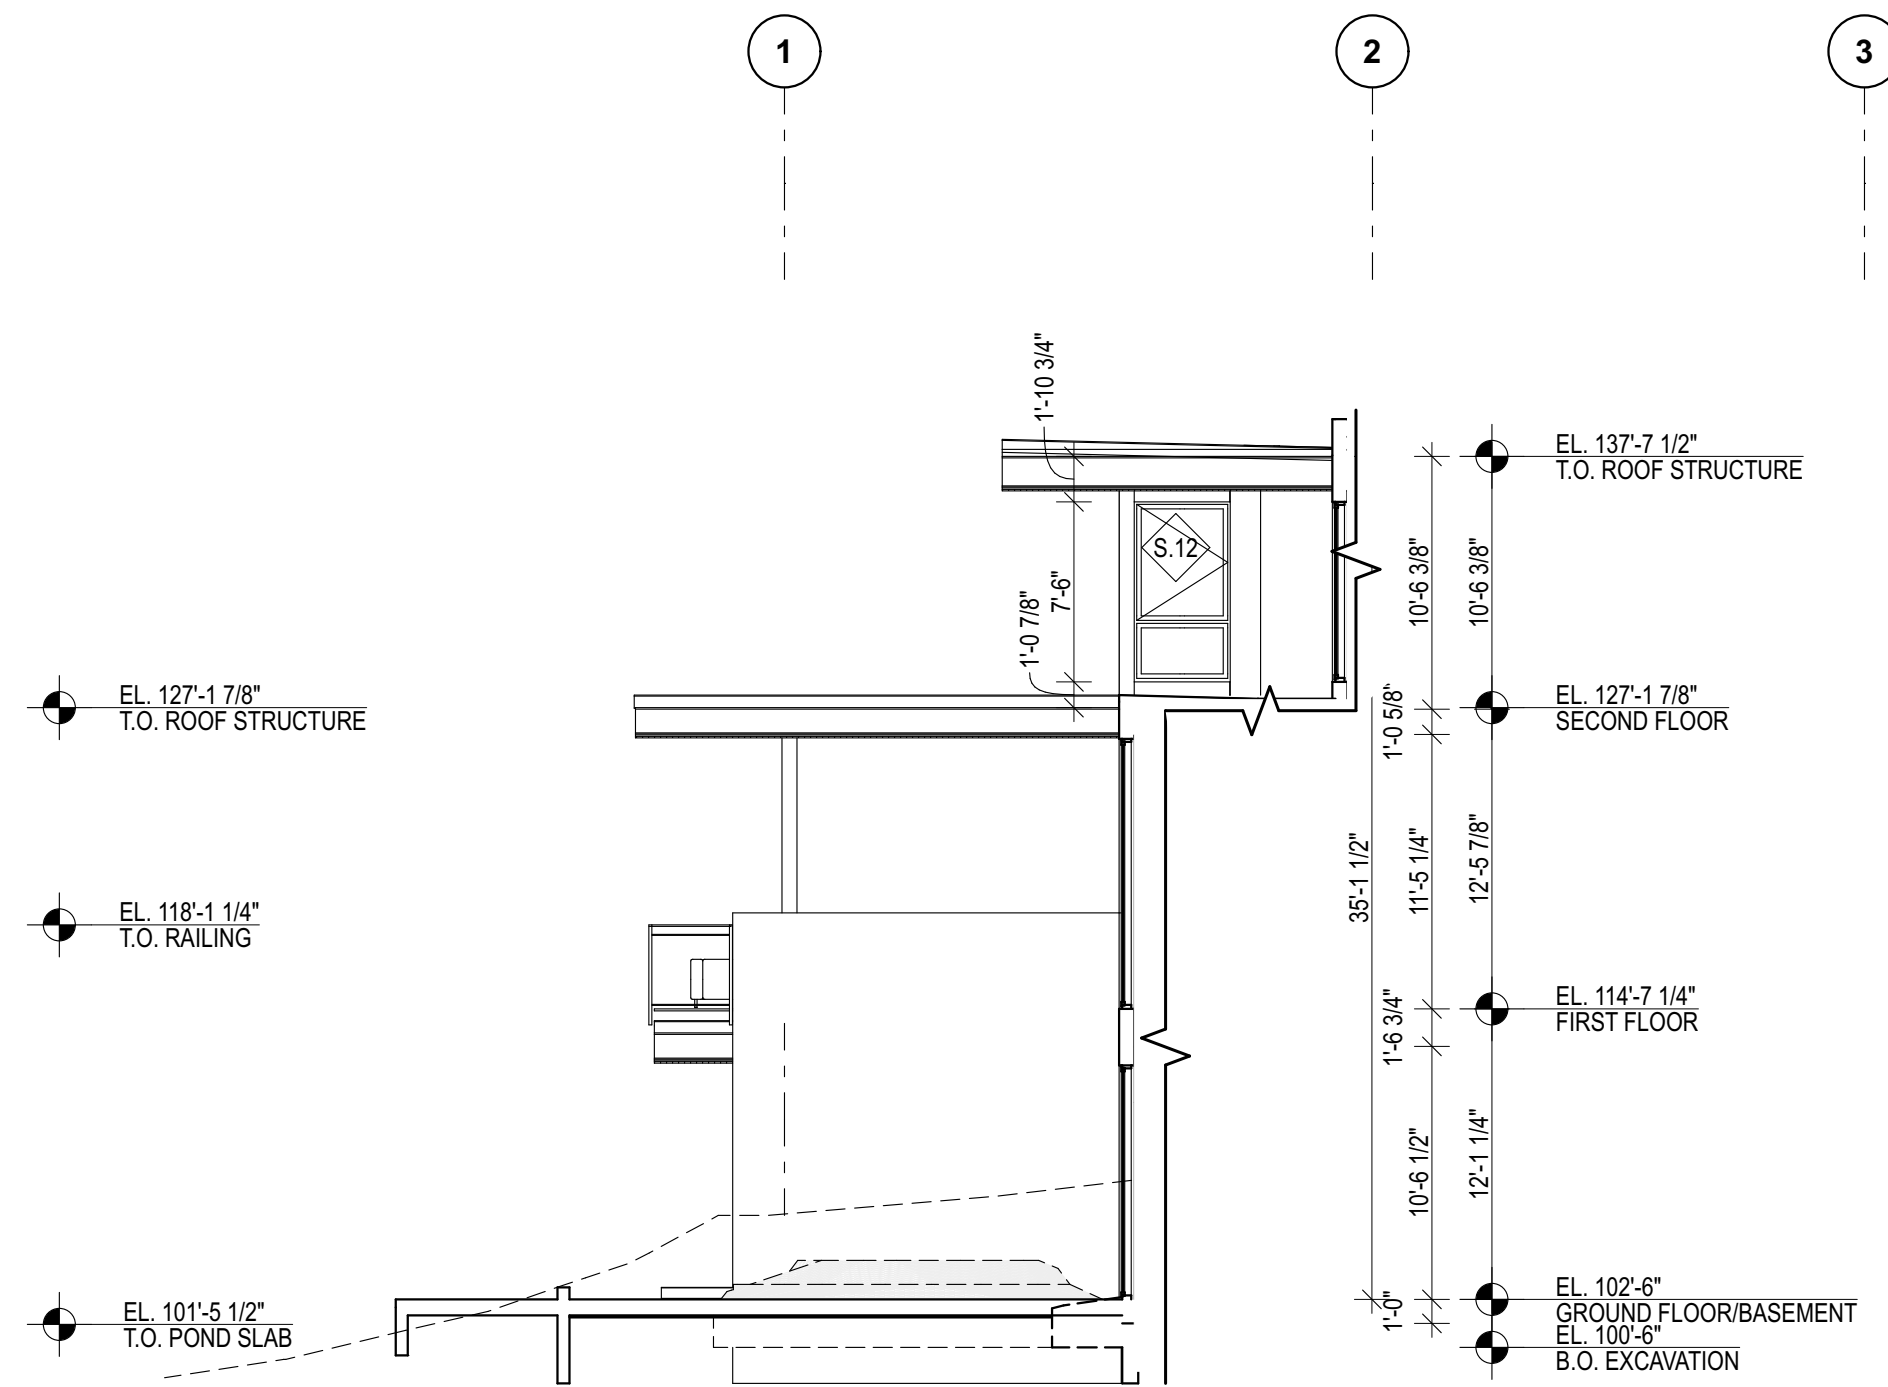 1
2
3
1'-10 3/4"
EL. 137'-7 1/2"
T.O. ROOF STRUCTURE
S.12
7'-6"
1'-0 7/8"
10'-6 3/8"
10'-6 3/8"
EL. 127'-1 7/8"
T.O. ROOF STRUCTURE
1'-0 5/8"
EL. 127'-1 7/8"
SECOND FLOOR
35'-1 1/2"
11'-5 1/4"
12'-5 7/8"
EL. 118'-1 1/4"
T.O. RAILING
1'-6 3/4"
EL. 114'-7 1/4"
FIRST FLOOR
10'-6 1/2"
12'-1 1/4"
EL. 101'-5 1/2"
T.O. POND SLAB
1'-0"
EL. 102'-6"
GROUND FLOOR/BASEMENT
EL. 100'-6"
B.O. EXCAVATION